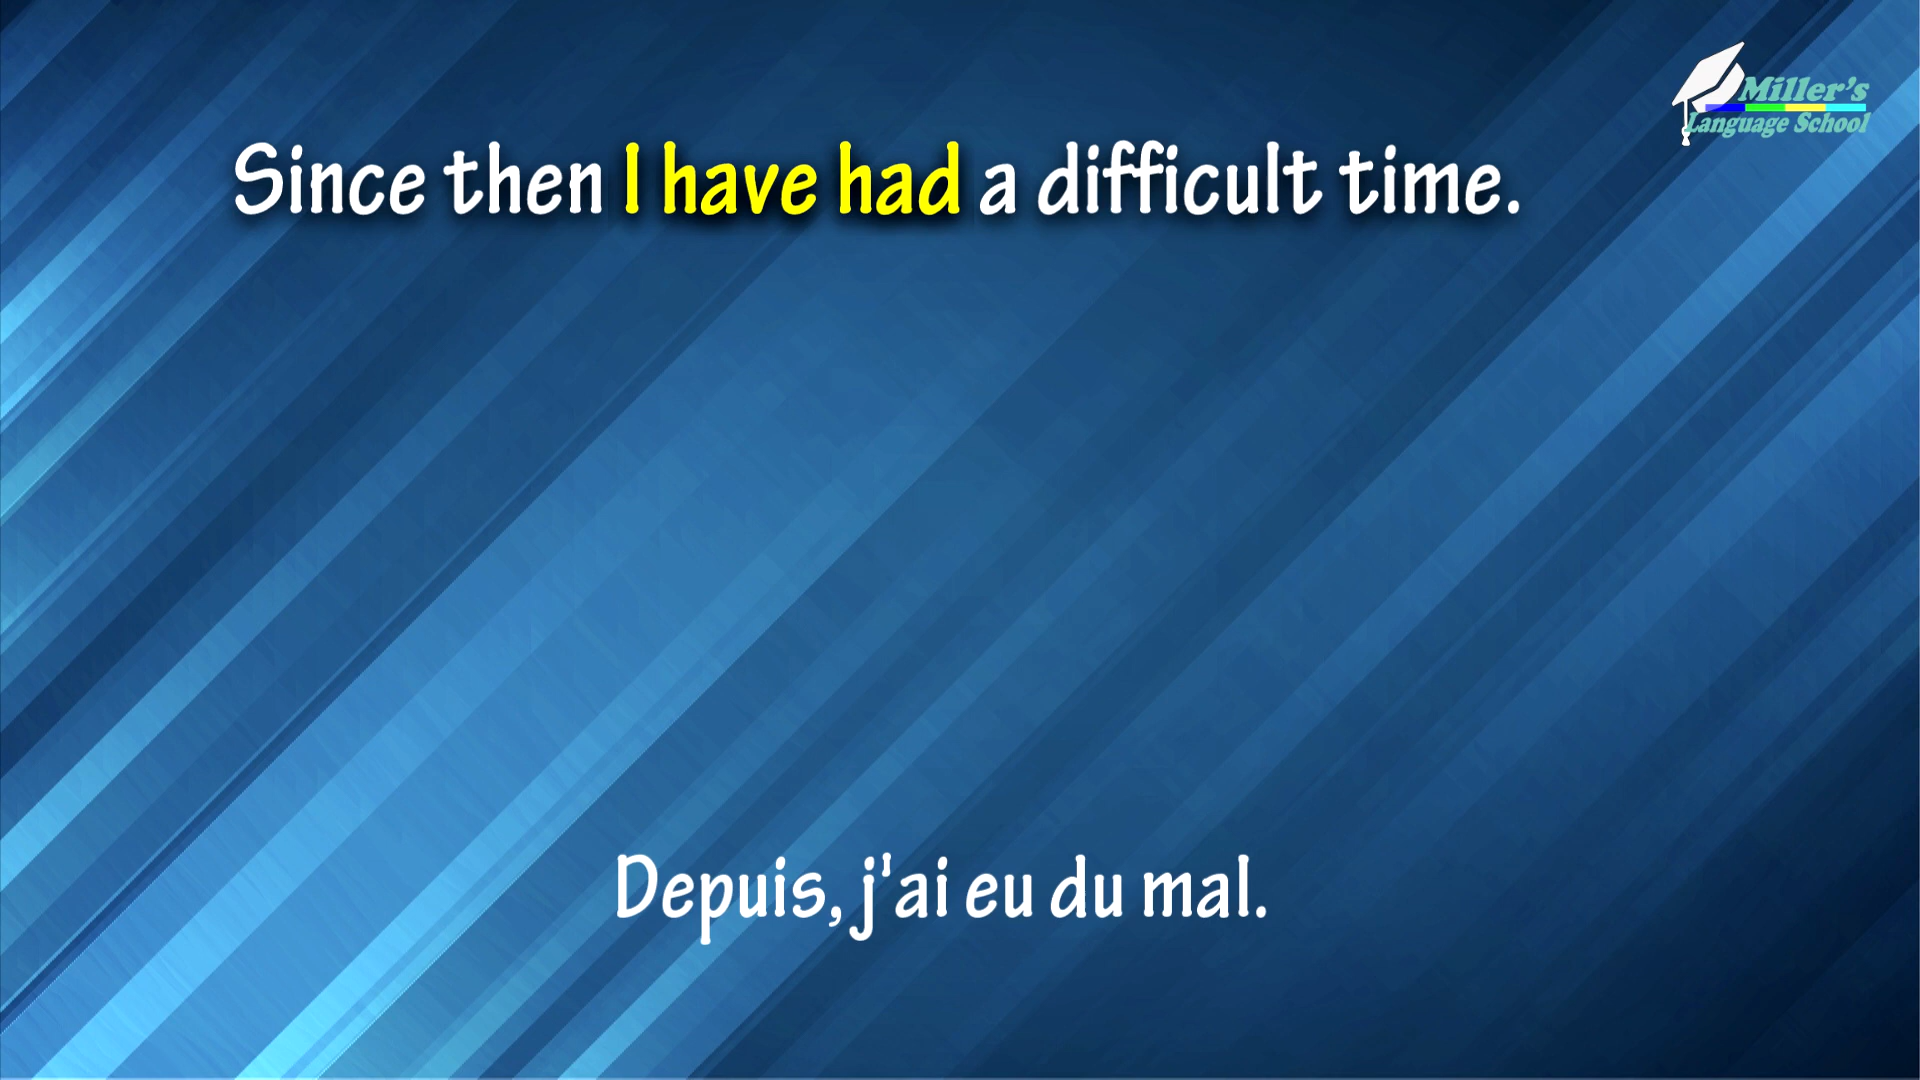 Miller's
Language School
Since then I have had a difficult time.
Depuis, j'ai eu du mal.